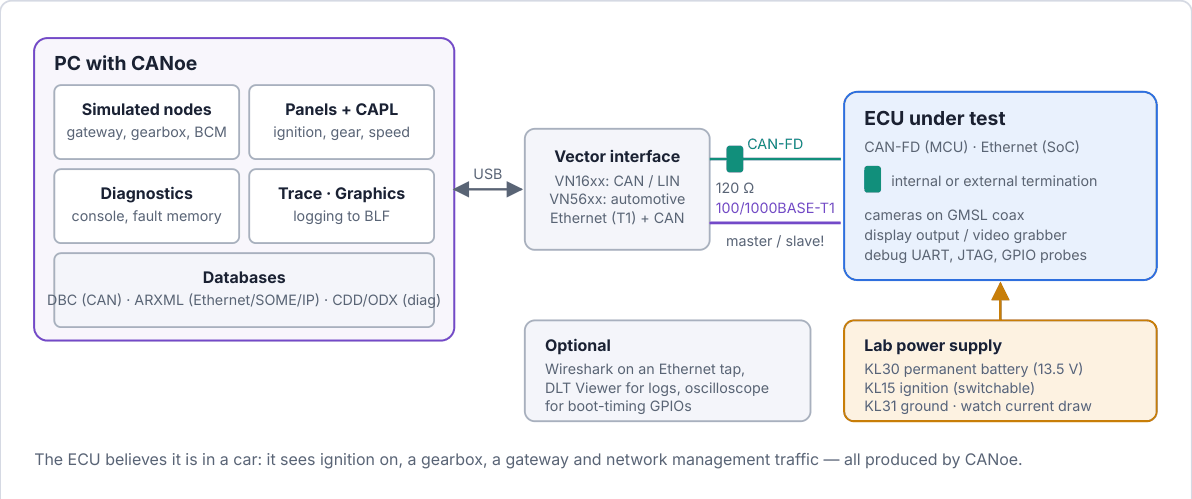 PC with CANoe
Simulated nodes
gateway, gearbox, BCM
Panels + CAPL
ignition, gear, speed
Diagnostics
console, fault memory
Trace · Graphics
logging to BLF
Databases
DBC (CAN) · ARXML (Ethernet/SOME/IP) · CDD/ODX (diag)
USB
Vector interface
VN16xx: CAN / LIN
VN56xx: automotive
Ethernet (T1) + CAN
CAN-FD
120 Ω
100/1000BASE-T1
master / slave!
ECU under test
CAN-FD (MCU) · Ethernet (SoC)
internal or external termination
cameras on GMSL coax
display output / video grabber
debug UART, JTAG, GPIO probes
Optional
Wireshark on an Ethernet tap,
DLT Viewer for logs, oscilloscope
for boot-timing GPIOs
Lab power supply
KL30 permanent battery (13.5 V)
KL15 ignition (switchable)
KL31 ground · watch current draw
The ECU believes it is in a car: it sees ignition on, a gearbox, a gateway and network management traffic — all produced by CANoe.